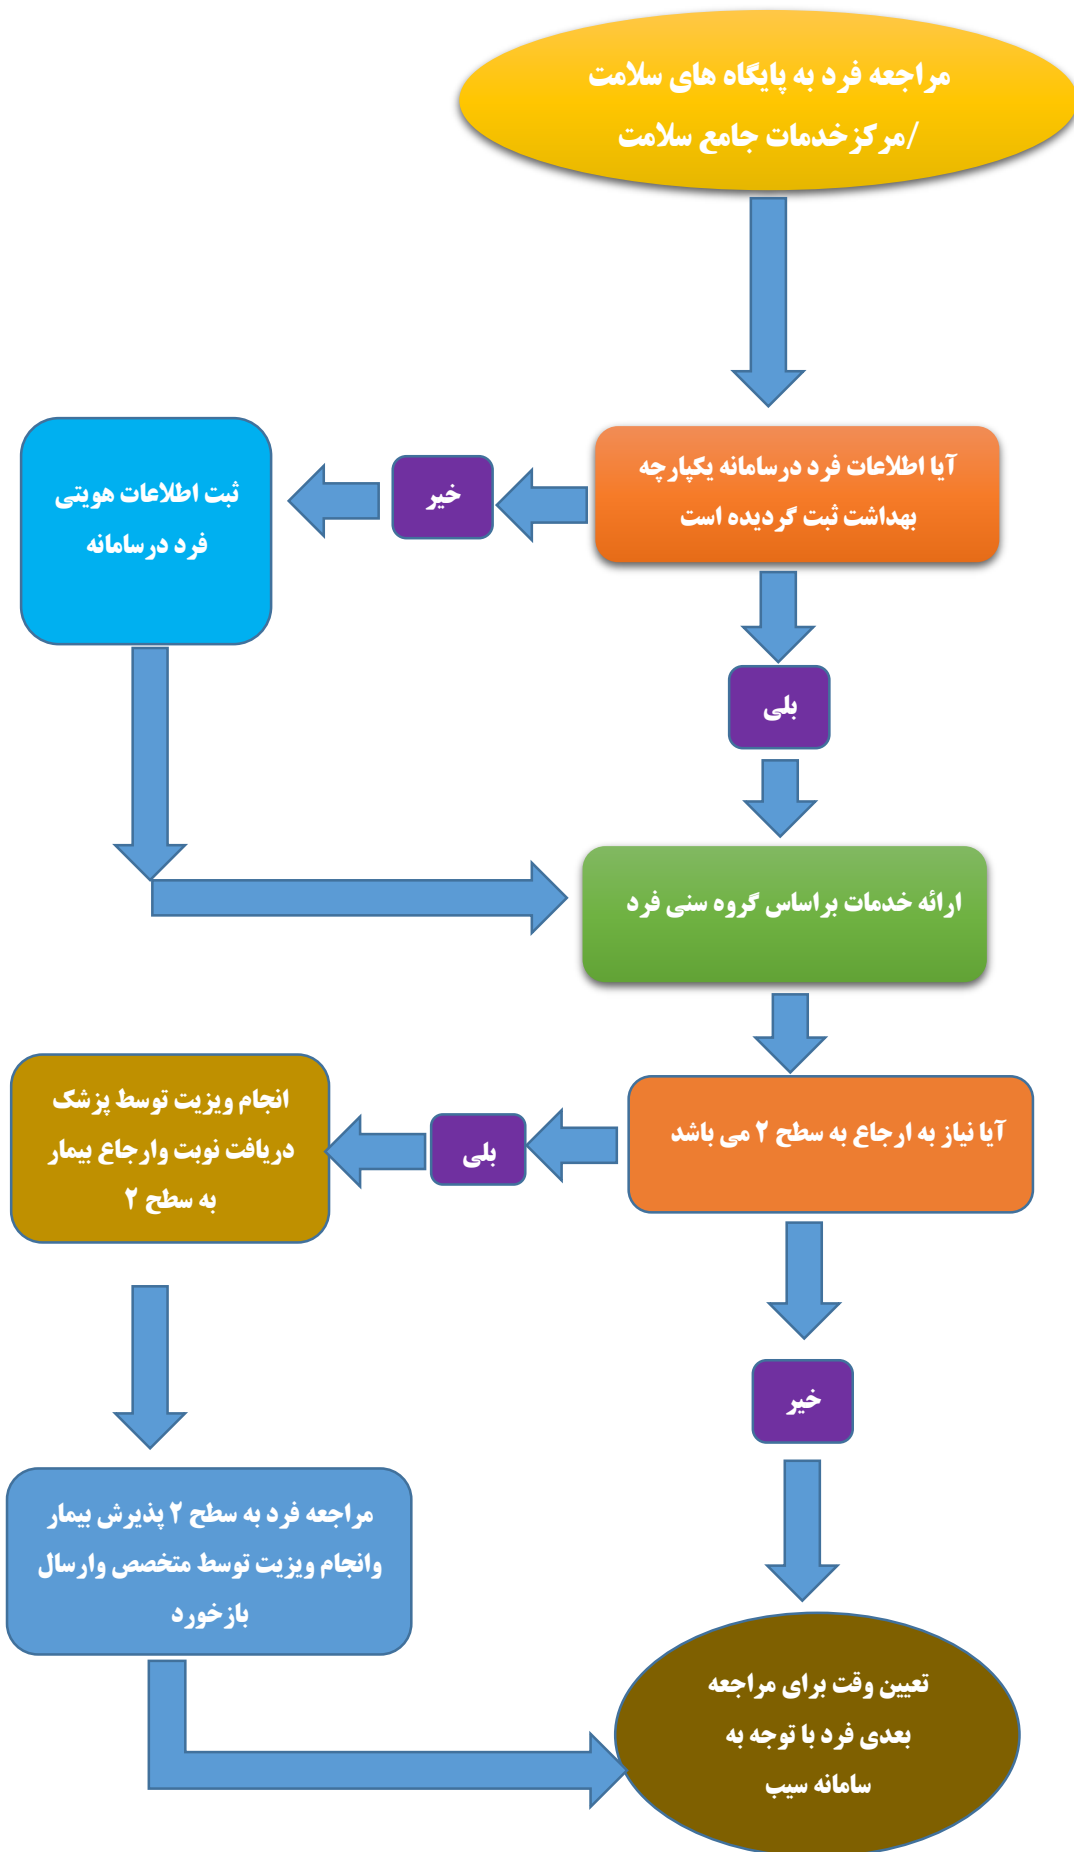 مراجعه فرد به پایگاه های سلامت
/مرکزخدمات جامع سلامت
آیا اطلاعات فرد درسامانه یکپارچه
بهداشت ثبت گردیده است
خیر
ثبت اطلاعات هویتی
فرد درسامانه
بلی
ارائه خدمات براساس گروه سنی فرد
آیا نیاز به ارجاع به سطح ۲ می باشد
بلی
انجام ویزیت توسط پزشک
دریافت نوبت وارجاع بیمار
به سطح ۲
خیر
مراجعه فرد به سطح ۲ پذیرش بیمار
وانجام ویزیت توسط متخصص وارسال
بازخورد
تعیین وقت برای مراجعه
بعدی فرد با توجه به
سامانه سیب